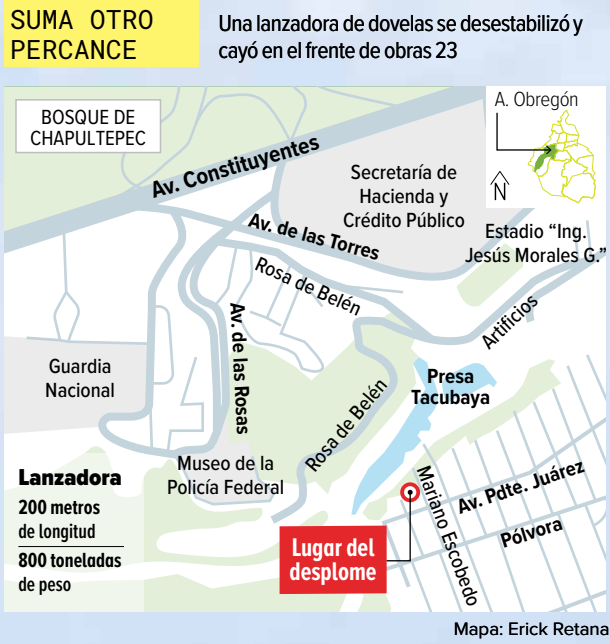 SUMA OTRO
PERCANCE
Una lanzadora de dovelas se desestabilizó y
cayó en el frente de obras 23
BOSQUE DE
CHAPULTEPEC
A. Obregón
N
Av. Constituyentes
Secretaría de
Hacienda y
Crédito Público
Av. de las Torres
Estadio “Ing.
Jesús Morales G.”
Rosa de Belén
Artificios
Av. de las Rosas
Guardia
Nacional
Presa
Tacubaya
Rosa de Belén
Museo de la
Policía Federal
Mariano Escobedo
Av. Pdte. Juárez
Pólvora
Lanzadora
200 metros
de longitud
800 toneladas
de peso
Lugar del
desplome
Mapa: Erick Retana